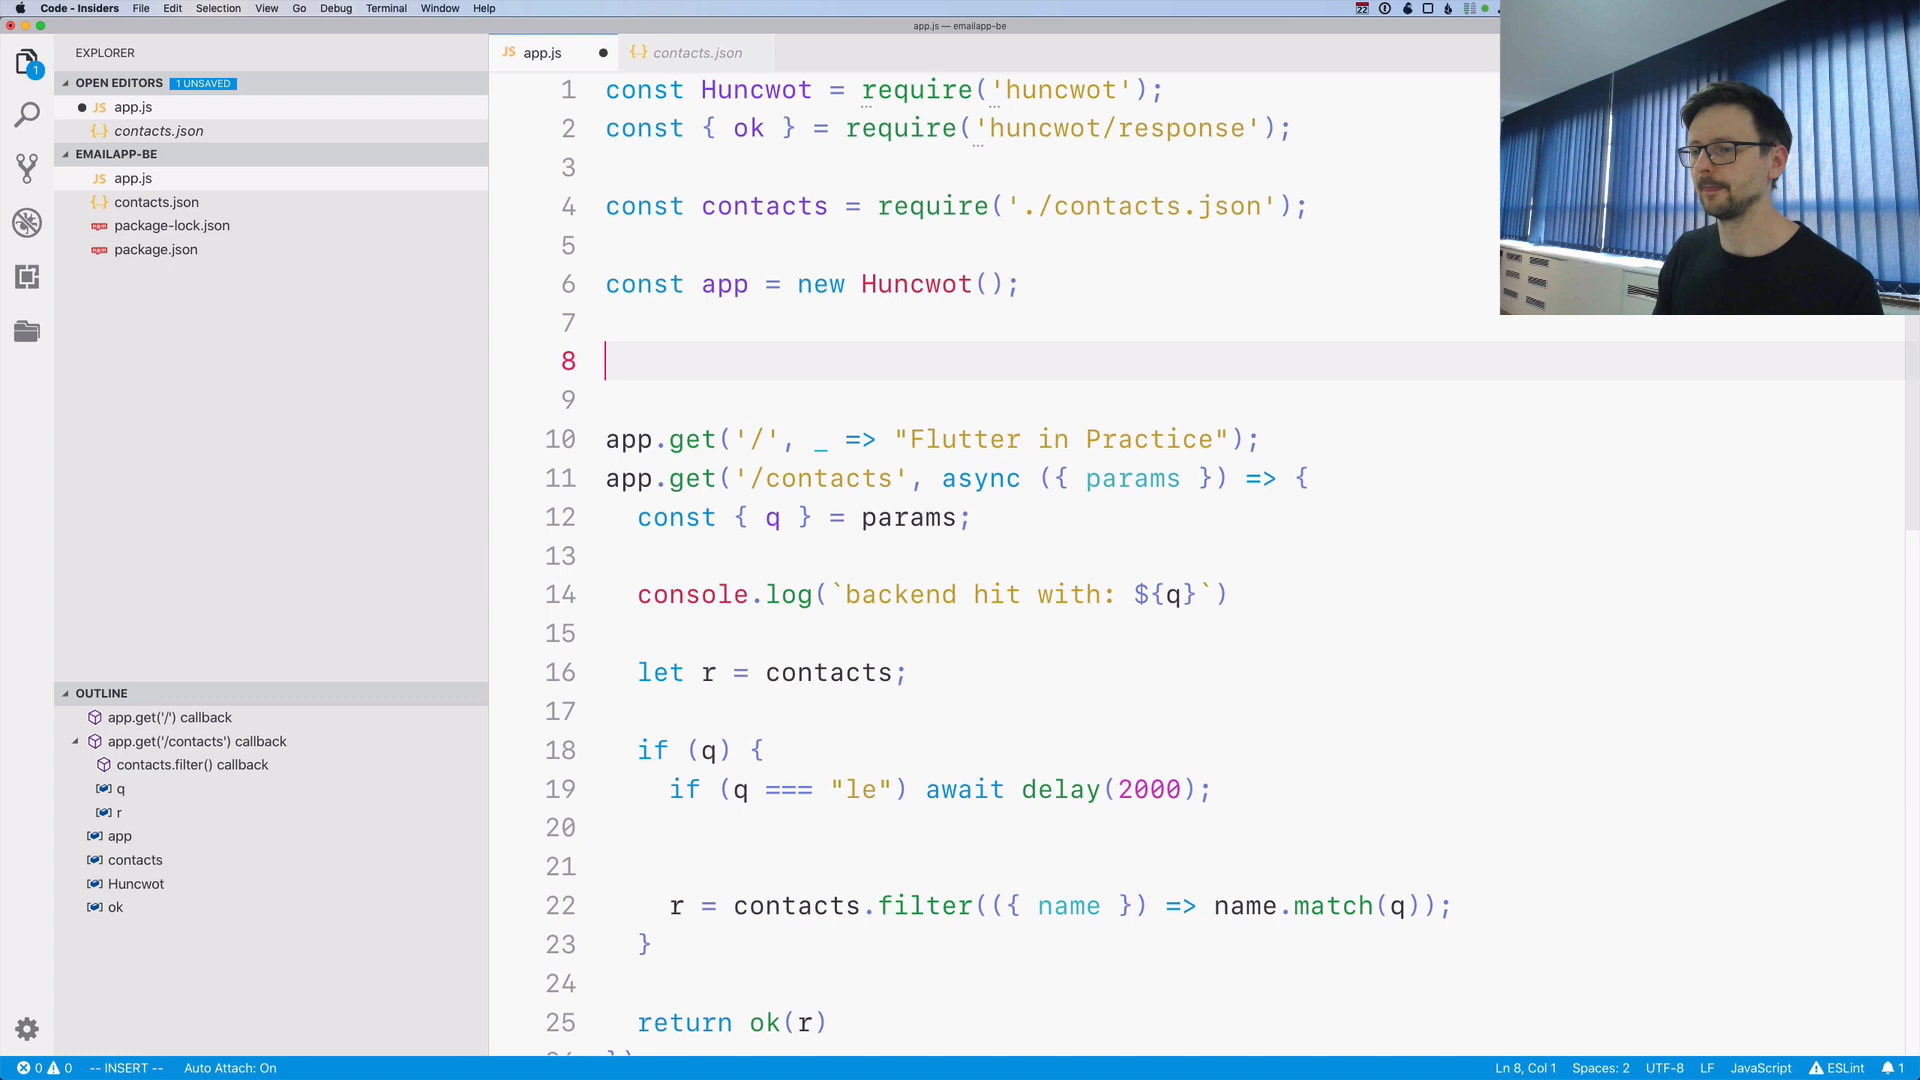 Code - Insiders File Edit Selection View Go Debug Terminal Window Help
22
app.js — emailapp-be
EXPLORER
OPEN EDITORS 1 UNSAVED
JS app.js
{..} contacts.json
EMAILAPP-BE
JS app.js
{..} contacts.json
npm package-lock.json
npm package.json
1
OUTLINE
app.get('/') callback
app.get('/contacts') callback
contacts.filter() callback
q
r
app
contacts
Huncwot
ok
JS app.js
{..} contacts.json
1 const Huncwot = require('huncwot');
2 const { ok } = require('huncwot/response');
3
4 const contacts = require('./contacts.json');
5
6 const app = new Huncwot();
7
8
9
10 app.get('/', _ => "Flutter in Practice");
11 app.get('/contacts', async ({ params }) => {
12 const { q } = params;
13
14 console.log(`backend hit with: ${q}`)
15
16 let r = contacts;
17
18 if (q) {
19 if (q === "le") await delay(2000);
20
21
22 r = contacts.filter(({ name }) => name.match(q));
23 }
24
25 return ok(r)
0 0 -- INSERT -- Auto Attach: On Ln 8, Col 1 Spaces: 2 UTF-8 LF JavaScript ESLint 1